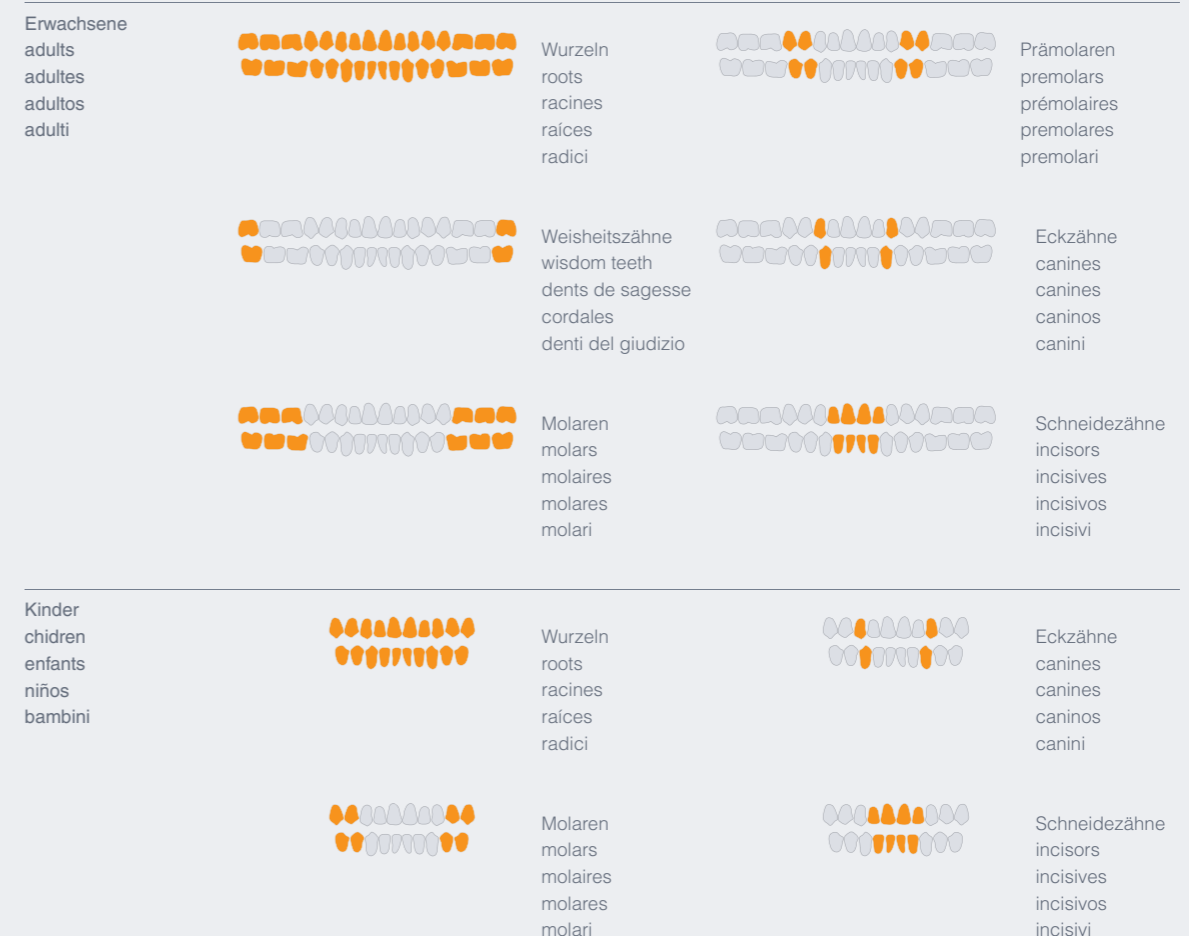 Erwachsene
adults
adultes
adultos
adulti
Wurzeln
roots
racines
raíces
radici
Prämolaren
premolars
prémolaires
premolares
premolari
Weisheitszähne
wisdom teeth
dents de sagesse
cordales
denti del giudizio
Eckzähne
canines
canines
caninos
canini
Molaren
molars
molaires
molares
molari
Schneidezähne
incisors
incisives
incisivos
incisivi
Kinder
chidren
enfants
niños
bambini
Wurzeln
roots
racines
raíces
radici
Eckzähne
canines
canines
caninos
canini
Molaren
molars
molaires
molares
molari
Schneidezähne
incisors
incisives
incisivos
incisivi